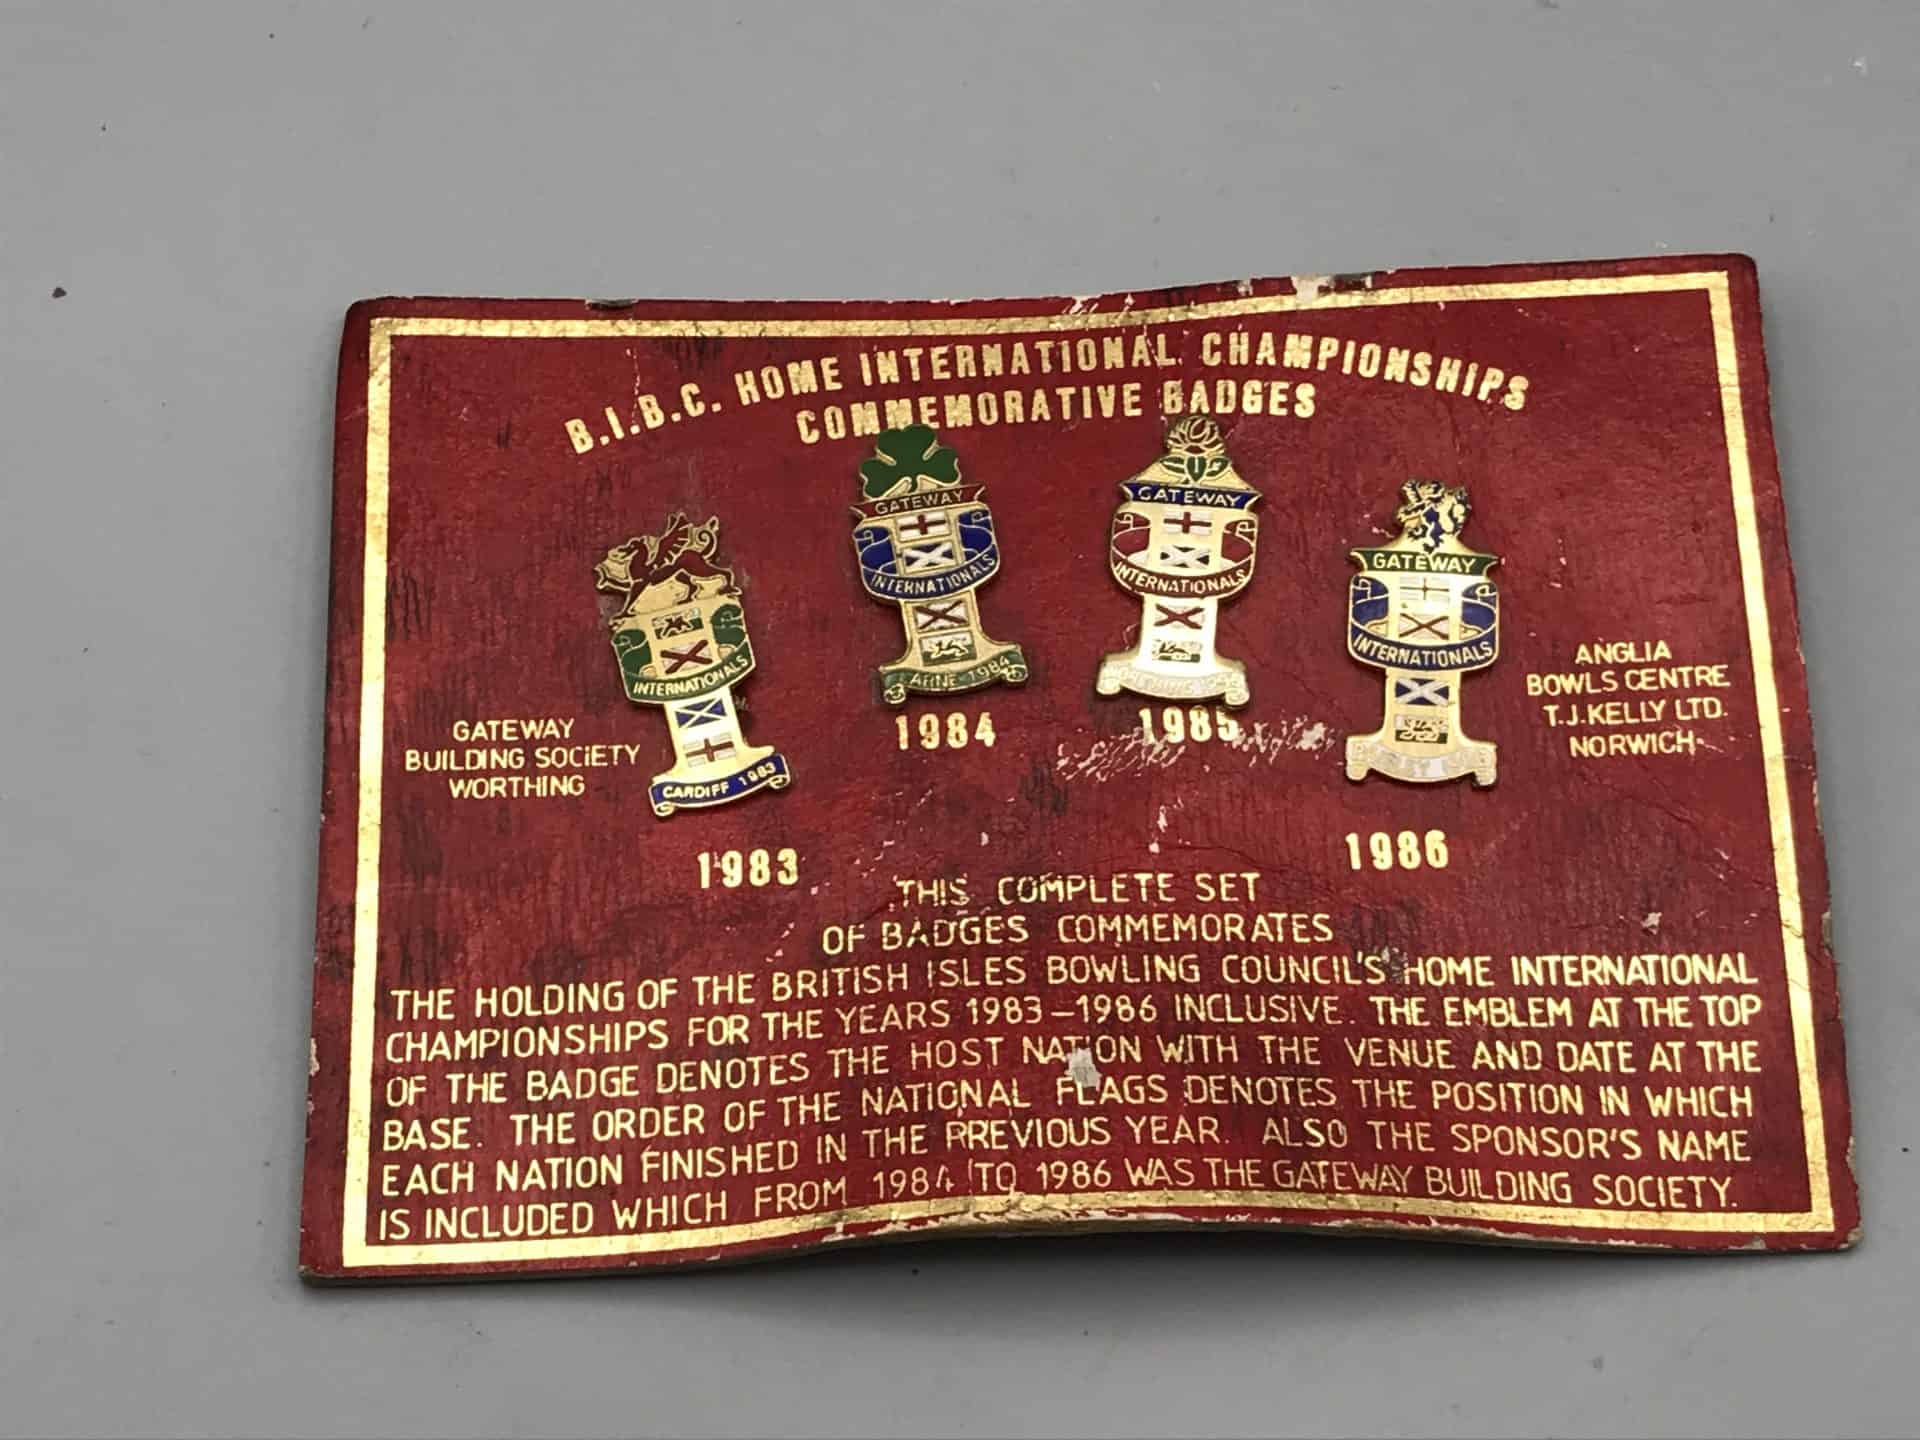 B.I.B.C. HOME INTERNATIONAL CHAMPIONSHIPS
COMMEMORATIVE BADGES
INTERNATIONALS
CARDIFF 1983
1983
GATEWAY
INTERNATIONALS
LARNE 1984
1984
GATEWAY
INTERNATIONALS
1985
GATEWAY
INTERNATIONALS
1986
GATEWAY
BUILDING SOCIETY
WORTHING
ANGLIA
BOWLS CENTRE
T.J.KELLY LTD.
NORWICH
THIS COMPLETE SET
OF BADGES COMMEMORATES
THE HOLDING OF THE BRITISH ISLES BOWLING COUNCIL'S HOME INTERNATIONAL
CHAMPIONSHIPS FOR THE YEARS 1983-1986 INCLUSIVE. THE EMBLEM AT THE TOP
OF THE BADGE DENOTES THE HOST NATION WITH THE VENUE AND DATE AT THE
BASE. THE ORDER OF THE NATIONAL FLAGS DENOTES THE POSITION IN WHICH
EACH NATION FINISHED IN THE PREVIOUS YEAR. ALSO THE SPONSOR'S NAME
IS INCLUDED WHICH FROM 1984 TO 1986 WAS THE GATEWAY BUILDING SOCIETY.